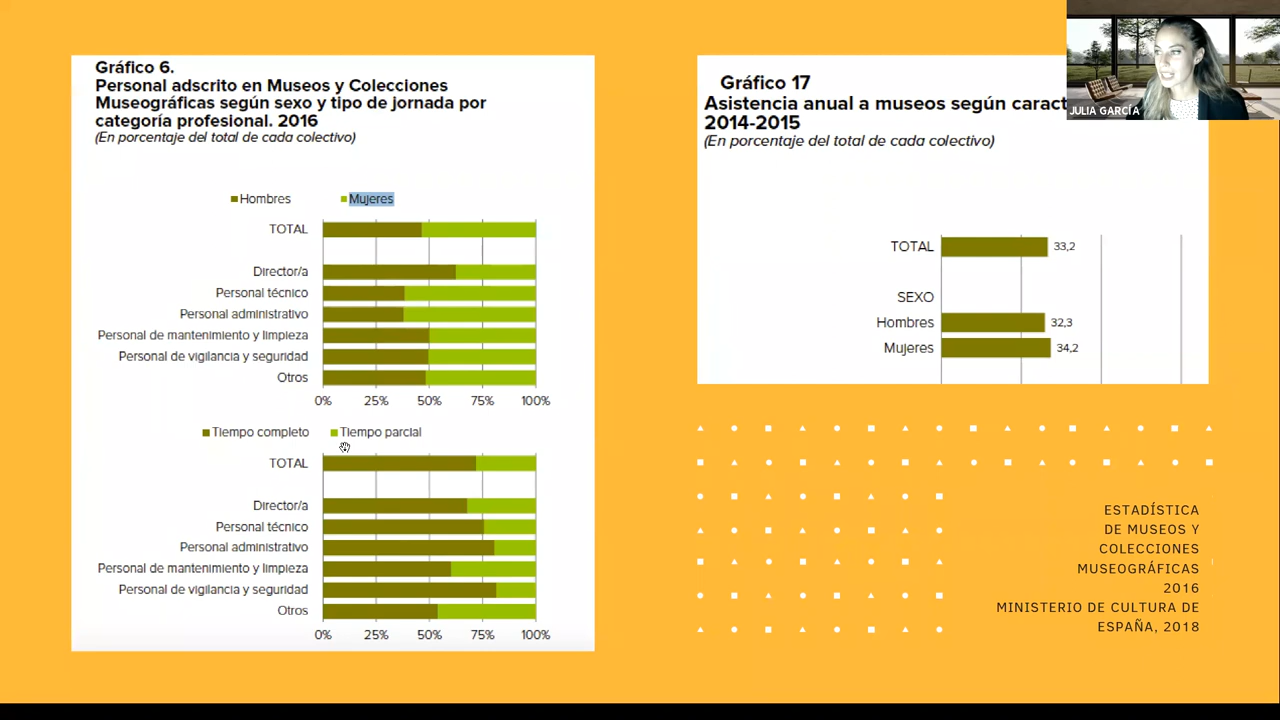 Gráfico 6.
Personal adscrito en Museos y Colecciones
Museográficas según sexo y tipo de jornada por
categoría profesional. 2016
(En porcentaje del total de cada colectivo)
Hombres Mujeres
TOTAL
Director/a
Personal técnico
Personal administrativo
Personal de mantenimiento y limpieza
Personal de vigilancia y seguridad
Otros
0% 25% 50% 75% 100%
Tiempo completo Tiempo parcial
TOTAL
Director/a
Personal técnico
Personal administrativo
Personal de mantenimiento y limpieza
Personal de vigilancia y seguridad
Otros
0% 25% 50% 75% 100%
Gráfico 17
Asistencia anual a museos según caract
2014-2015
(En porcentaje del total de cada colectivo)
TOTAL 33,2
SEXO
Hombres 32,3
Mujeres 34,2
JULIA GARCÍA
ESTADÍSTICA
DE MUSEOS Y
COLECCIONES
MUSEOGRÁFICAS
2016
MINISTERIO DE CULTURA DE
ESPAÑA, 2018